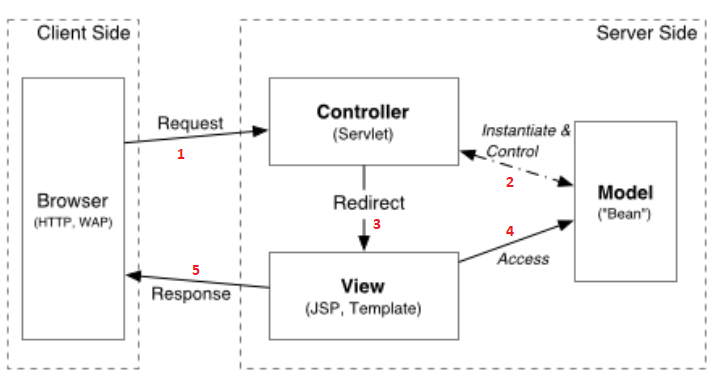 Client Side
Server Side
Controller
(Servlet)
Request
1
Instantiate &
Control
2
Browser
(HTTP, WAP)
Model
("Bean")
Redirect
3
4
Access
5
Response
View
(JSP, Template)